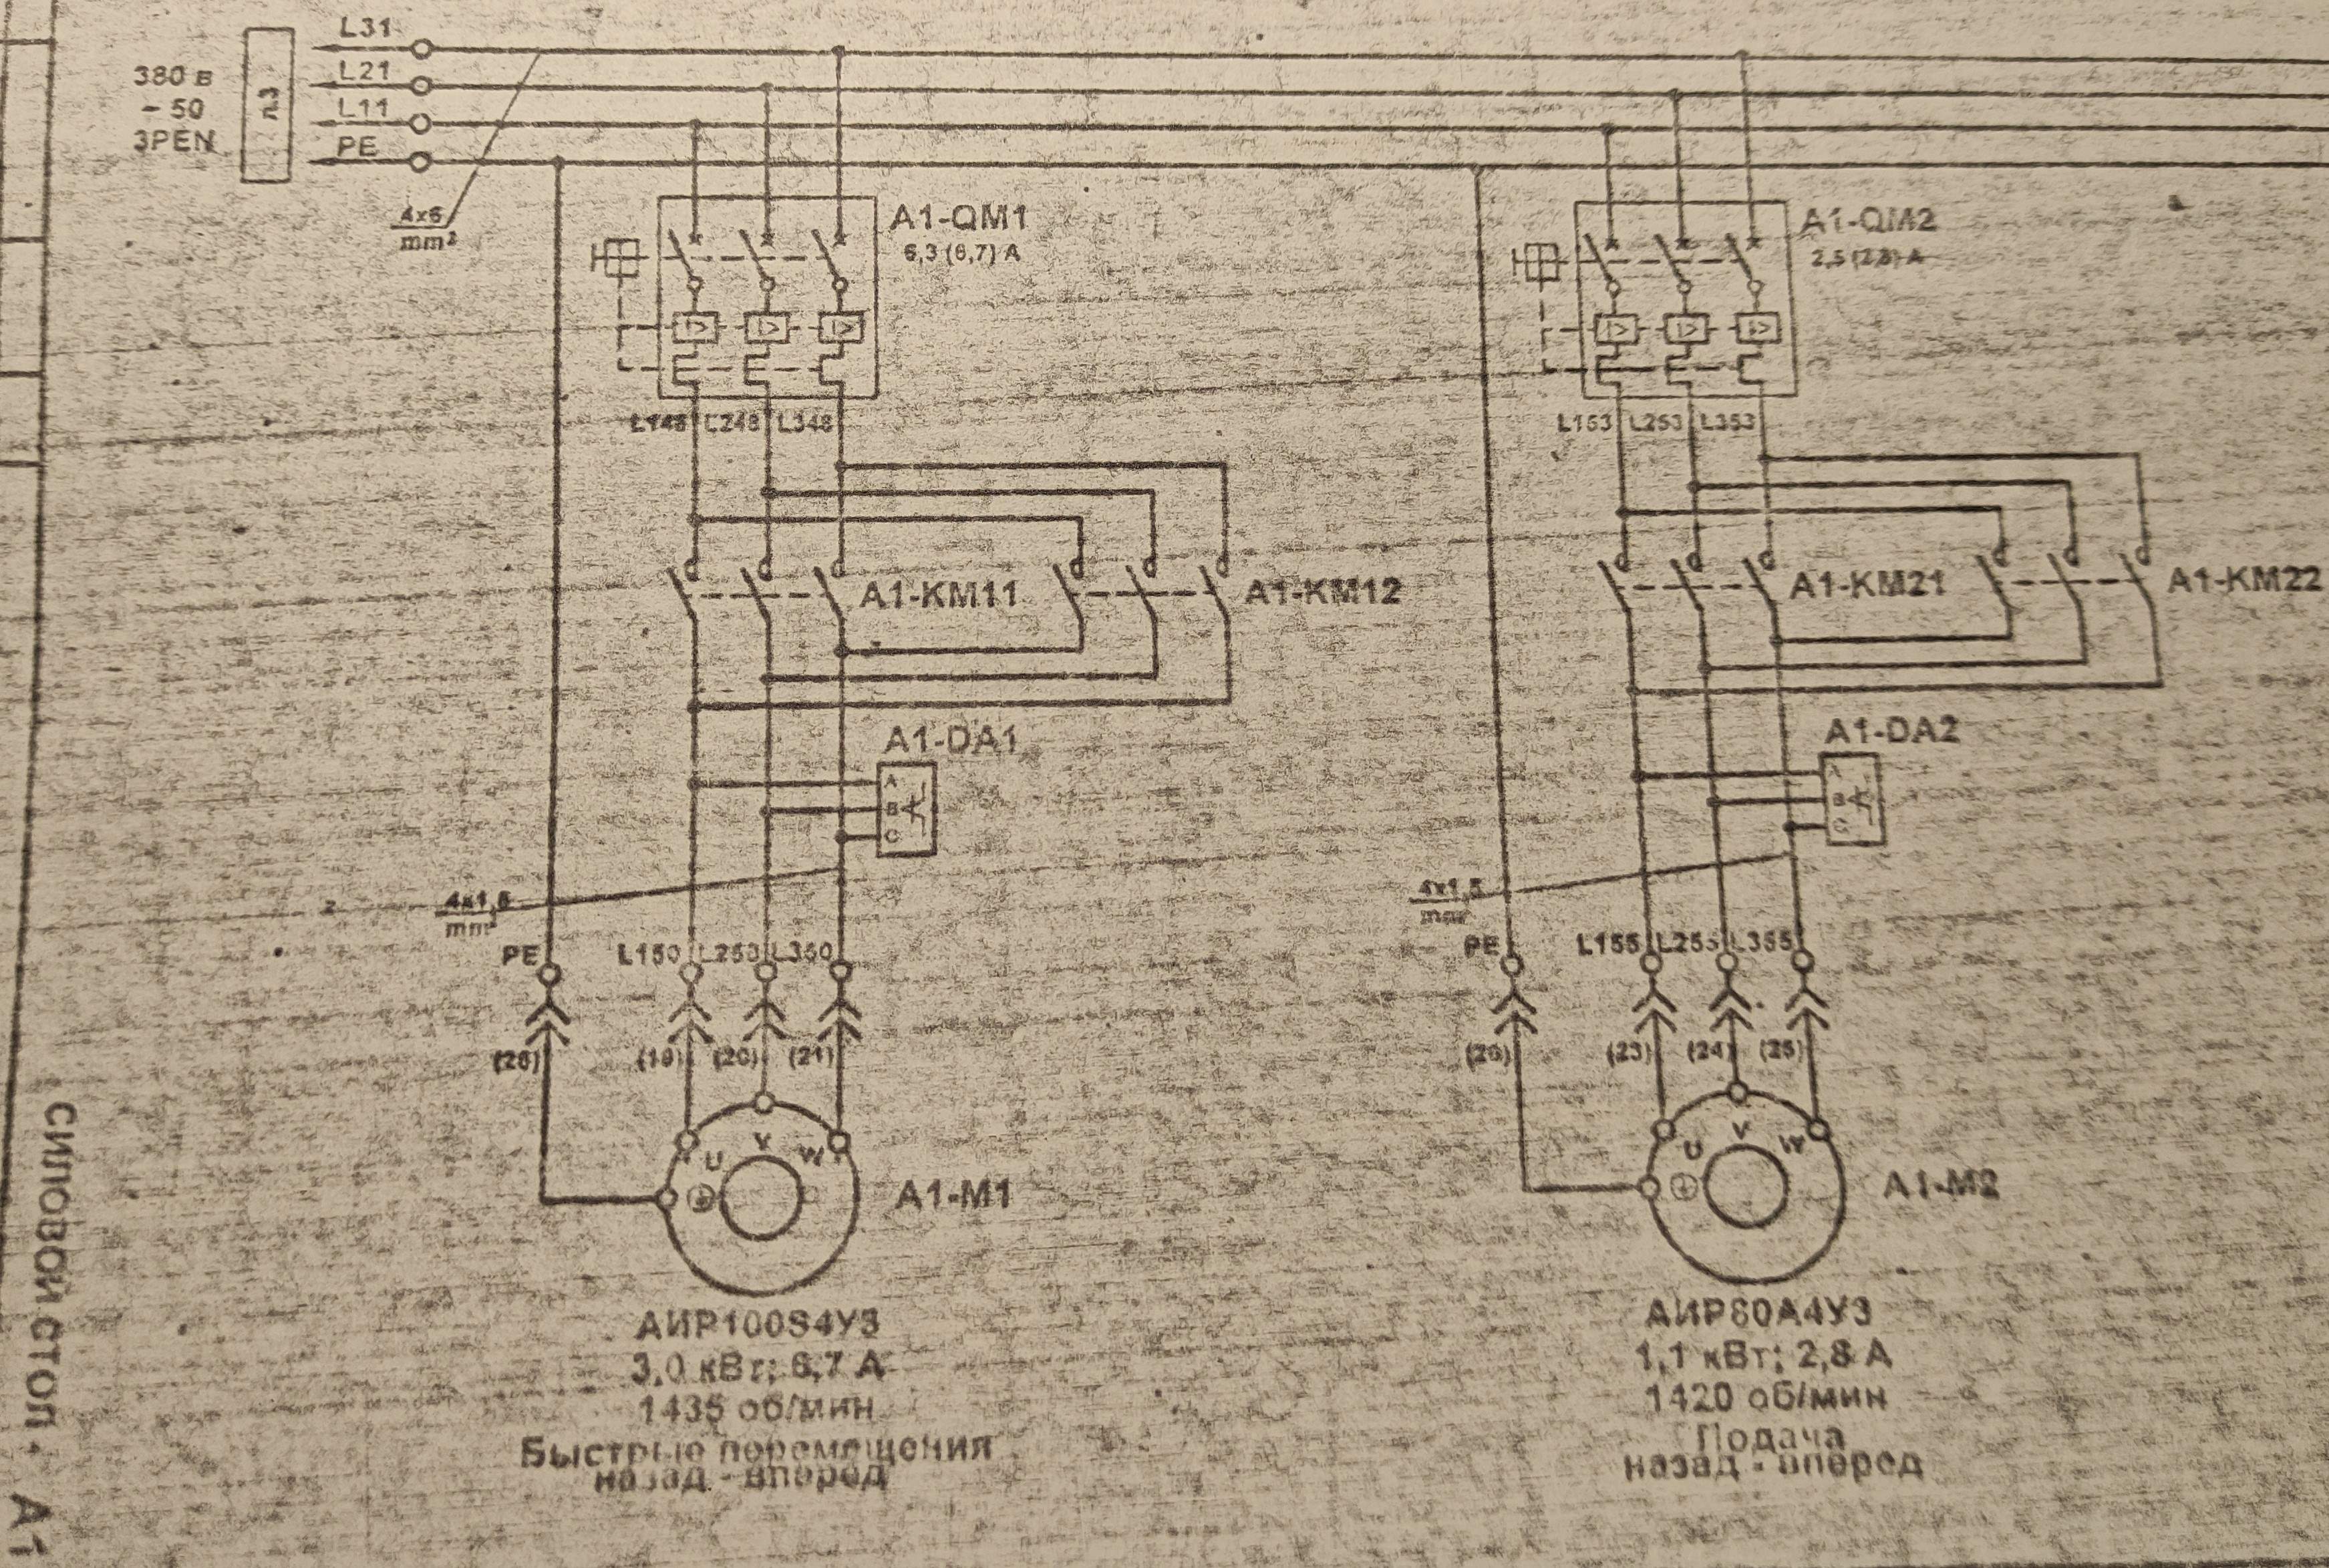 L31
380 В
L21
~ 50
L11
3PEN
PE
л.3
4x6
mm²
A1-QM1
6,3 (6,7) A
A1-QM2
2,5 (2,8) A
I> I> I>
I> I> I>
L148 L248 L348
L153 L253 L353
A1-KM11
A1-KM12
A1-KM21
A1-KM22
A1-DA1
A
B
C
A1-DA2
A
B
C
4x1,5
mm²
4x1,5
mm²
PE L150 L250 L350
PE L155 L255 L355
(26) (19) (20) (21)
(26) (23) (24) (25)
U V W
U V W
A1-M1
A1-M2
АИР100S4У3
3,0 кВт; 6,7 А
1435 об/мин
Быстрые перемещения
назад - вперед
АИР80А4У3
1,1 кВт; 2,8 А
1420 об/мин
Подача
назад - вперед
СИЛОВОЙ СТОЛ - А1